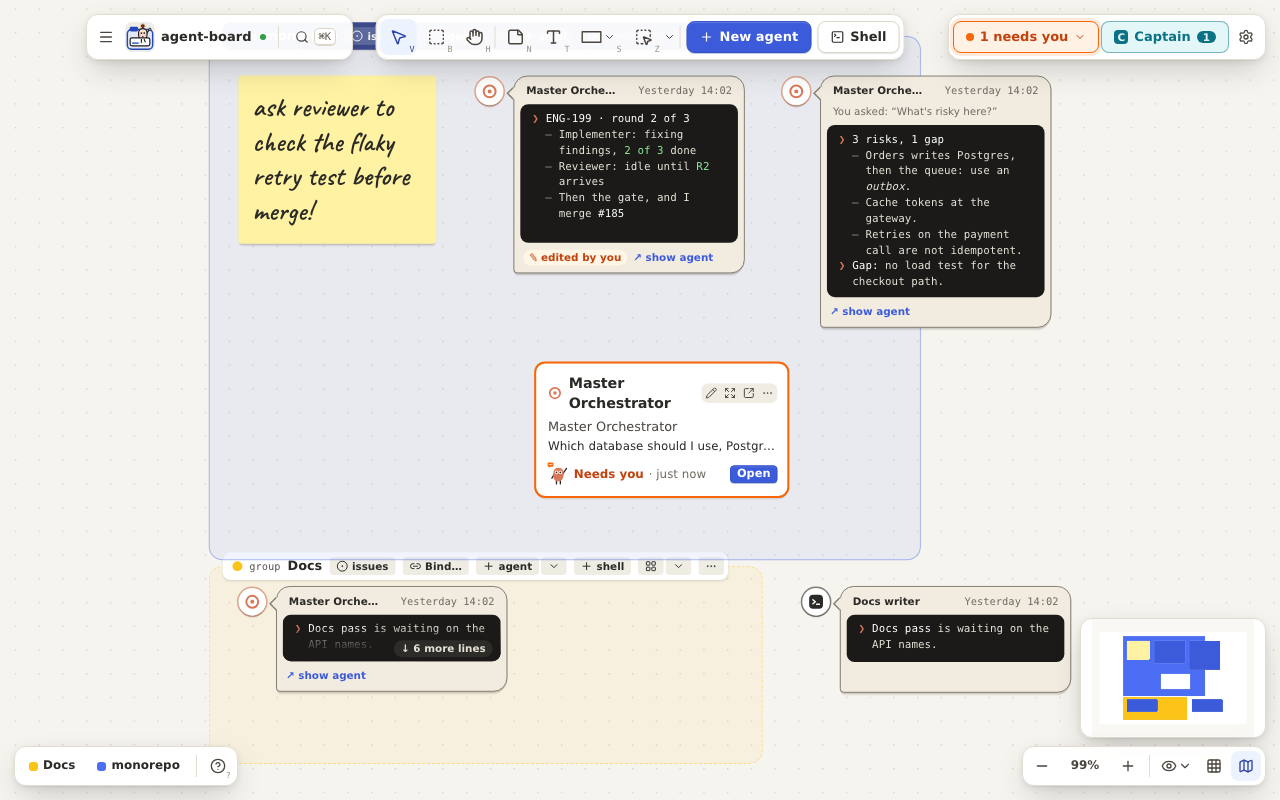 agent-board
⌘K
V
B
H
N
T
S
Z
+ New agent
Shell
1 needs you
C Captain 1
ask reviewer to
check the flaky
retry test before
merge!
Master Orche… Yesterday 14:02
❯ ENG-199 · round 2 of 3
– Implementer: fixing
findings, 2 of 3 done
– Reviewer: idle until R2
arrives
– Then the gate, and I
merge #185
✎ edited by you ↗ show agent
Master Orche… Yesterday 14:02
You asked: “What's risky here?”
❯ 3 risks, 1 gap
– Orders writes Postgres,
then the queue: use an
outbox.
– Cache tokens at the
gateway.
– Retries on the payment
call are not idempotent.
❯ Gap: no load test for the
checkout path.
↗ show agent
Master
Orchestrator
Master Orchestrator
Which database should I use, Postgr…
Needs you · just now Open
group Docs issues Bind… + agent + shell ···
Master Orche… Yesterday 14:02
❯ Docs pass is waiting on the
API names. ↓ 6 more lines
↗ show agent
Docs writer Yesterday 14:02
❯ Docs pass is waiting on the
API names.
Docs monorepo ?
− 99% +